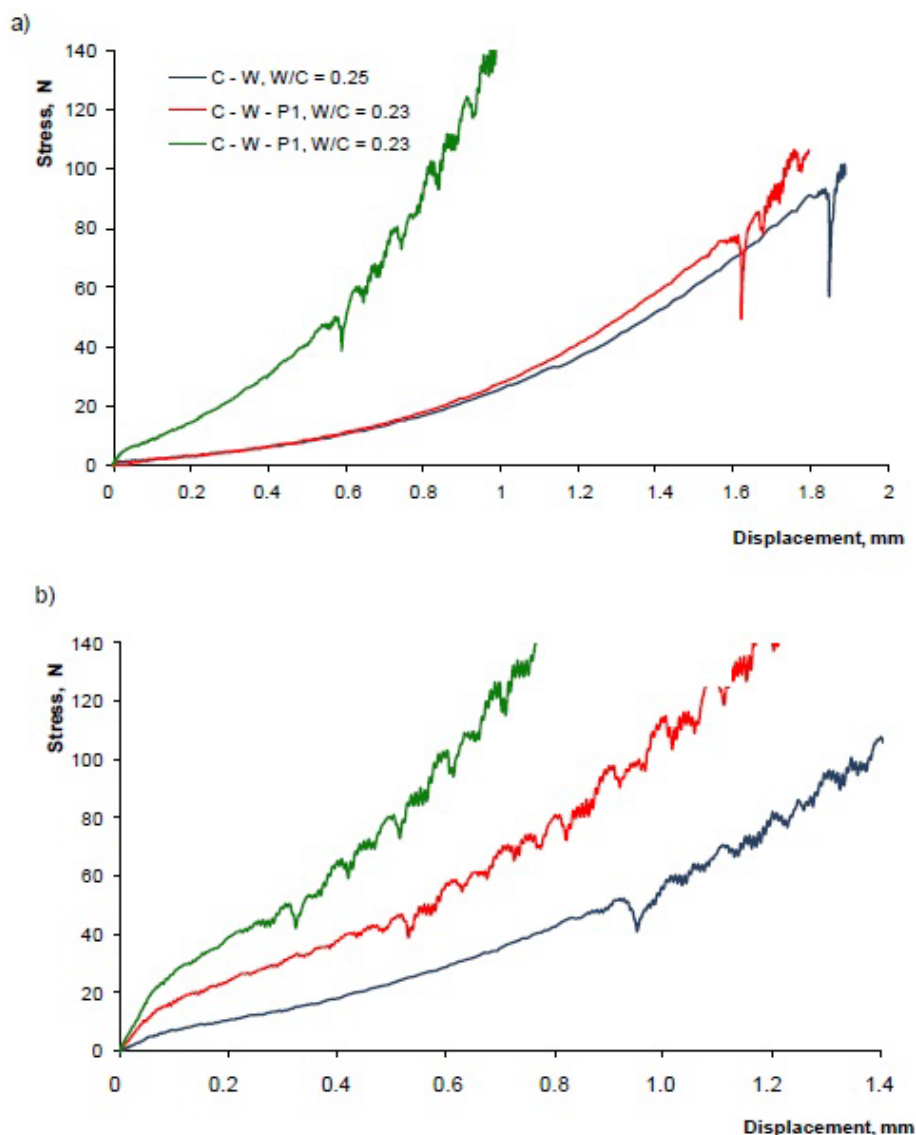 a)
Stress, N
140
120
100
80
60
40
20
0
C - W, W/C = 0.25
C - W - P1, W/C = 0.23
C - W - P1, W/C = 0.23
0 0.2 0.4 0.6 0.8 1 1.2 1.4 1.6 1.8 2
Displacement, mm
b)
Stress, N
140
120
100
80
60
40
20
0
0 0.2 0.4 0.6 0.8 1.0 1.2 1.4
Displacement, mm